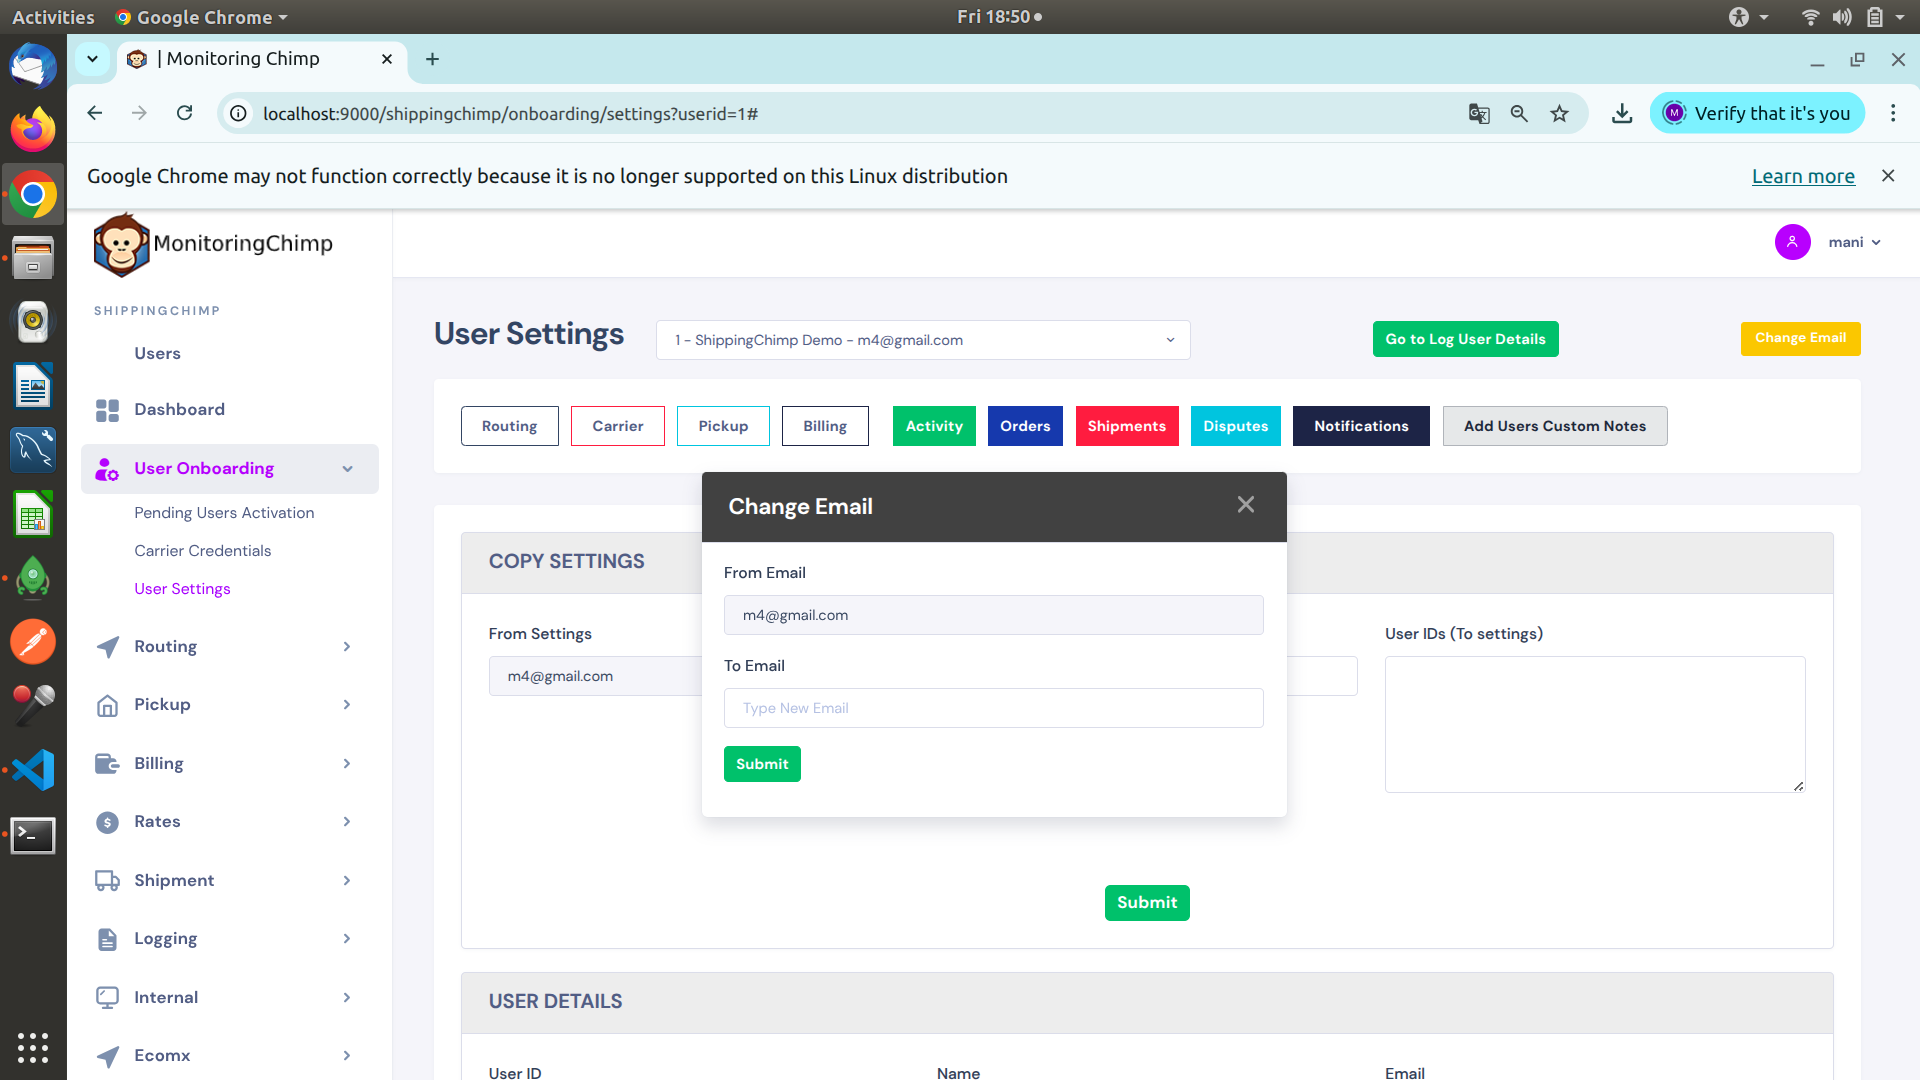 Activities
Google Chrome
Fri 18:50
| Monitoring Chimp
localhost:9000/shippingchimp/onboarding/settings?userid=1#
M
Verify that it's you
Google Chrome may not function correctly because it is no longer supported on this Linux distribution
Learn more
MonitoringChimp
mani
SHIPPINGCHIMP
Users
Dashboard
User Onboarding
Pending Users Activation
Carrier Credentials
User Settings
Routing
Pickup
Billing
Rates
Shipment
Logging
Internal
Ecomx
User Settings
1 - ShippingChimp Demo - m4@gmail.com
Go to Log User Details
Change Email
Routing
Carrier
Pickup
Billing
Activity
Orders
Shipments
Disputes
Notifications
Add Users Custom Notes
Change Email
From Email
m4@gmail.com
To Email
Type New Email
Submit
COPY SETTINGS
From Settings
m4@gmail.com
User IDs (To settings)
Submit
USER DETAILS
User ID
Name
Email